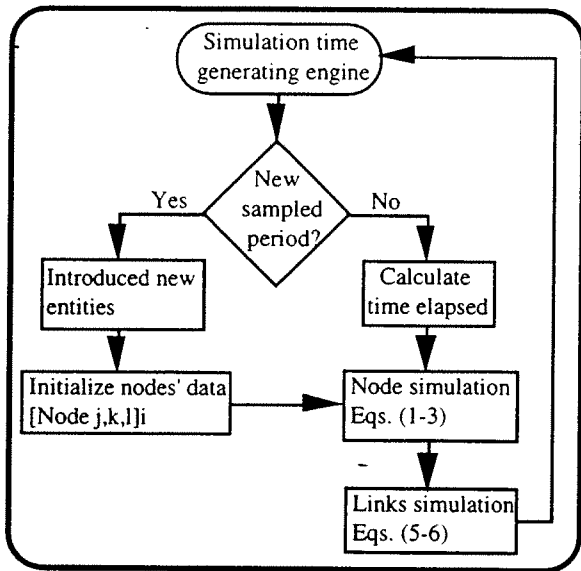 Simulation time
generating engine
New
sampled
period?
Yes
No
Introduced new
entities
Calculate
time elapsed
Initialize nodes' data
[Node j,k,l]i
Node simulation
Eqs. (1-3)
Links simulation
Eqs. (5-6)